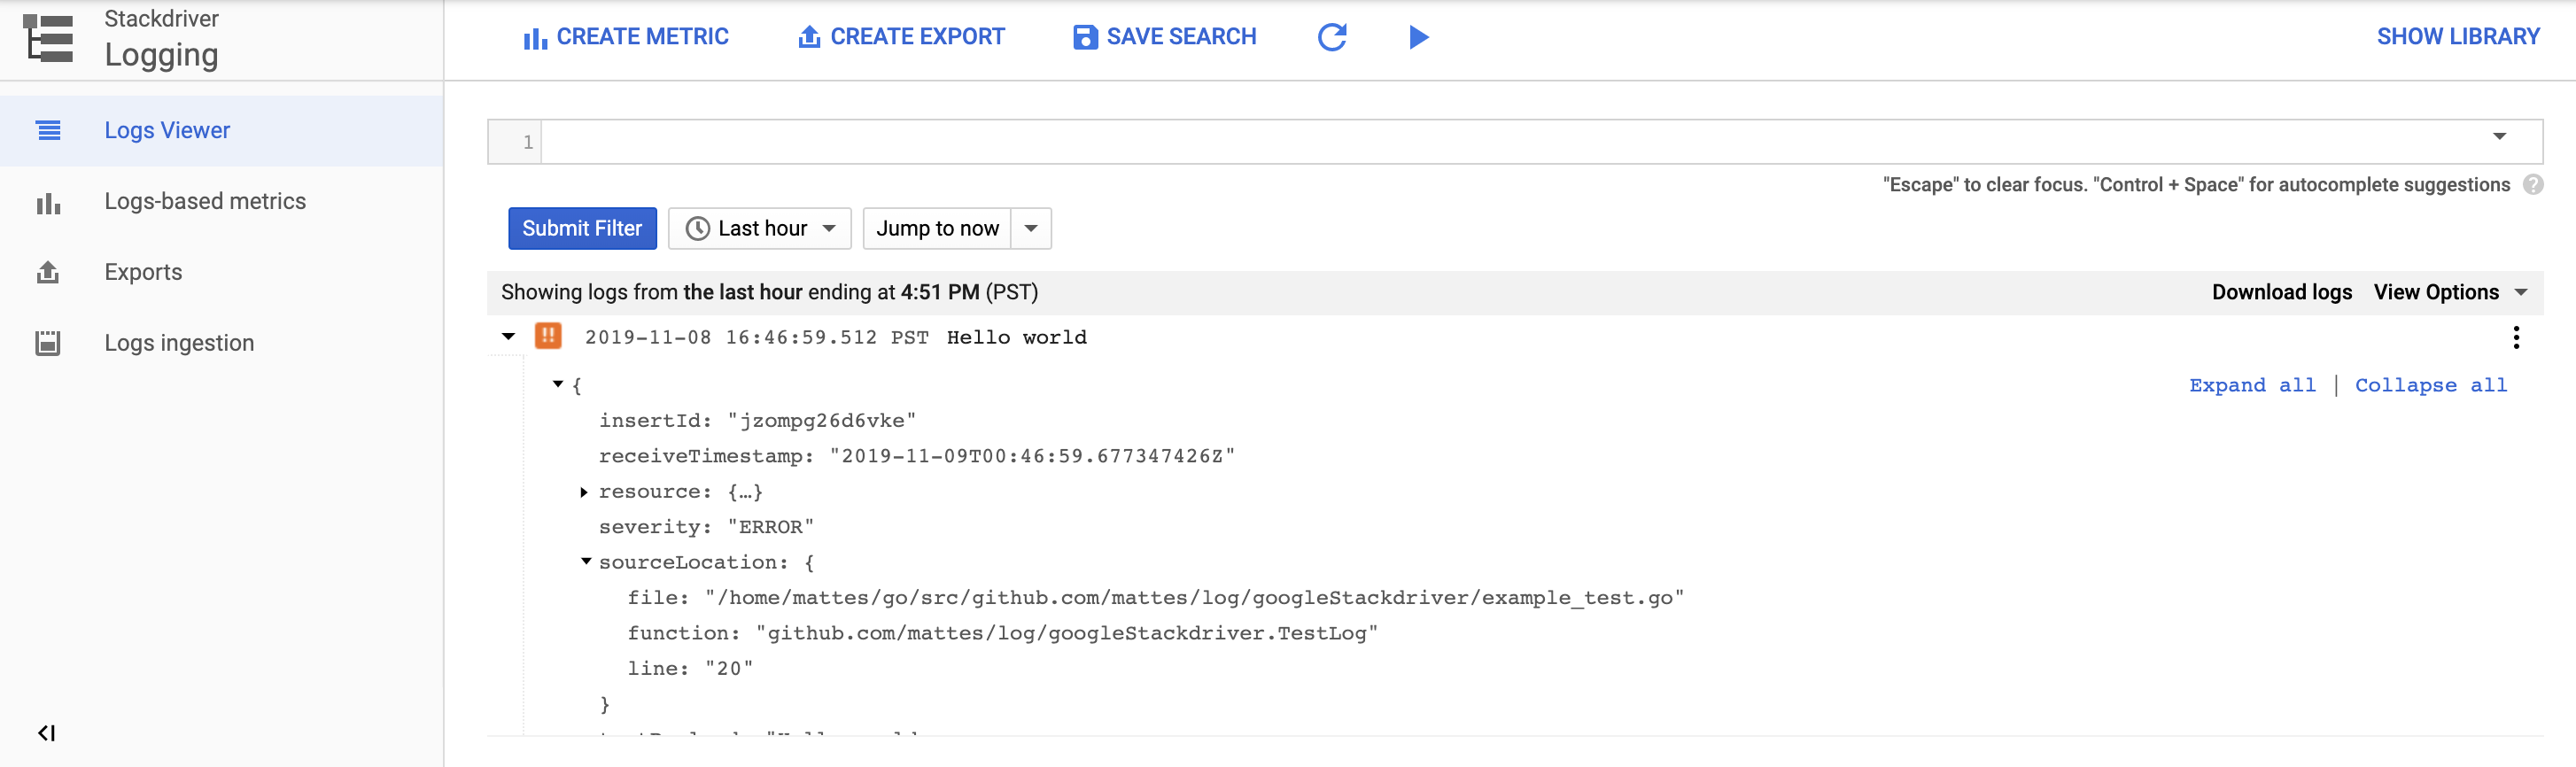 Stackdriver
Logging
CREATE METRIC
CREATE EXPORT
SAVE SEARCH
SHOW LIBRARY
Logs Viewer
Logs-based metrics
Exports
Logs ingestion
1
"Escape" to clear focus. "Control + Space" for autocomplete suggestions ?
Submit Filter
Last hour
Jump to now
Showing logs from the last hour ending at 4:51 PM (PST)
Download logs
View Options
!! 2019-11-08 16:46:59.512 PST Hello world
{
Expand all | Collapse all
insertId: "jzompg26d6vke"
receiveTimestamp: "2019-11-09T00:46:59.677347426Z"
resource: {…}
severity: "ERROR"
sourceLocation: {
file: "/home/mattes/go/src/github.com/mattes/log/googleStackdriver/example_test.go"
function: "github.com/mattes/log/googleStackdriver.TestLog"
line: "20"
}